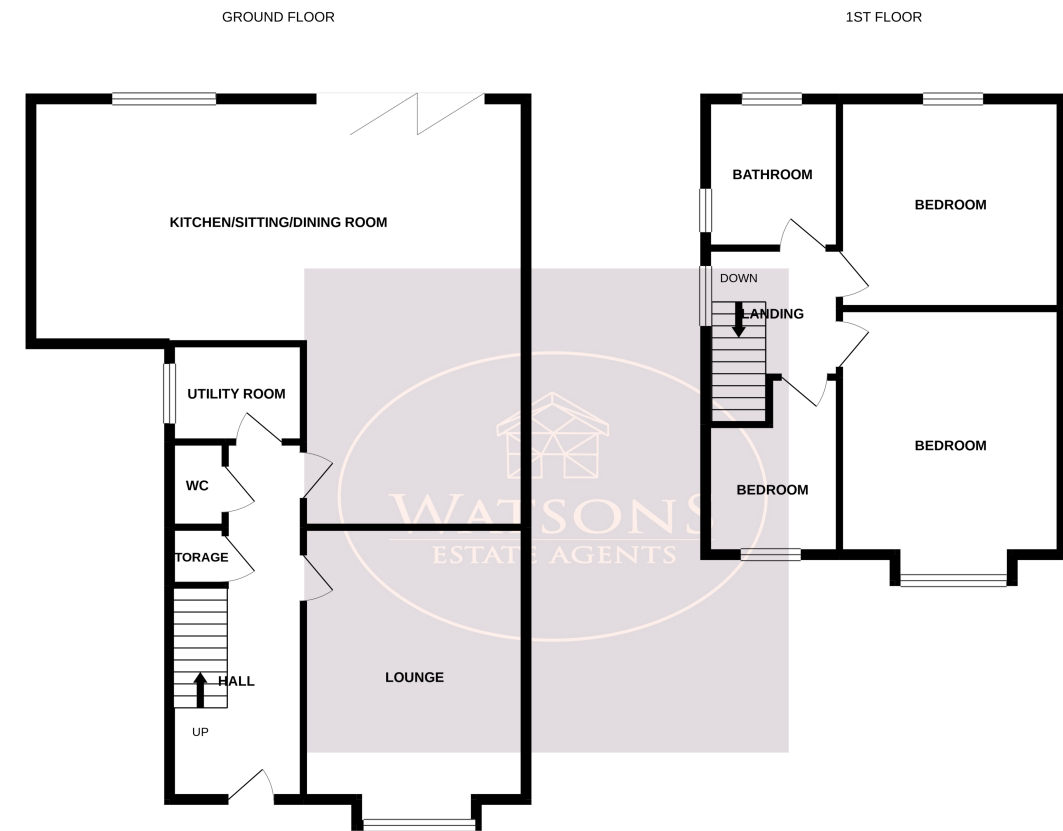 GROUND FLOOR
1ST FLOOR
KITCHEN/SITTING/DINING ROOM
BATHROOM
BEDROOM
DOWN
LANDING
UTILITY ROOM
WC
TORAGE
BEDROOM
BEDROOM
WATSONS
ESTATE AGENTS
HALL
LOUNGE
UP